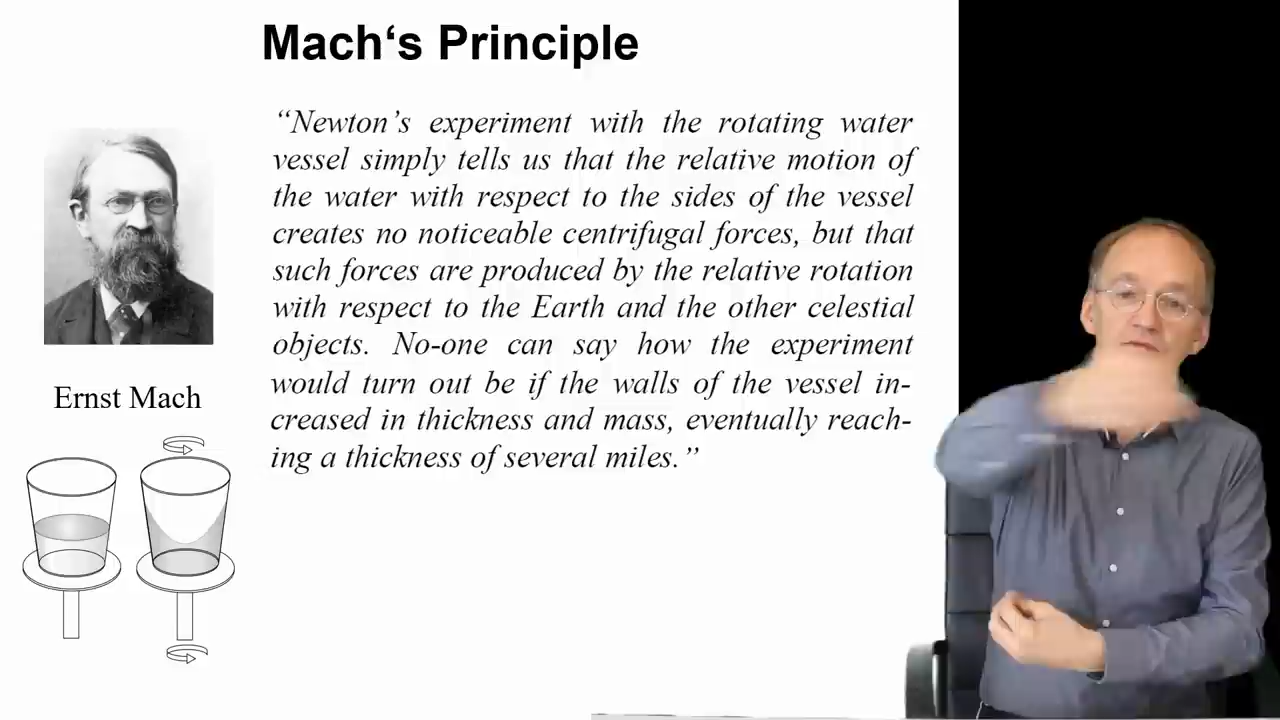 Mach‘s Principle
“Newton’s experiment with the rotating water
vessel simply tells us that the relative motion of
the water with respect to the sides of the vessel
creates no noticeable centrifugal forces, but that
such forces are produced by the relative rotation
with respect to the Earth and the other celestial
objects. No-one can say how the experiment
would turn out be if the walls of the vessel in-
creased in thickness and mass, eventually reach-
ing a thickness of several miles.”
Ernst Mach